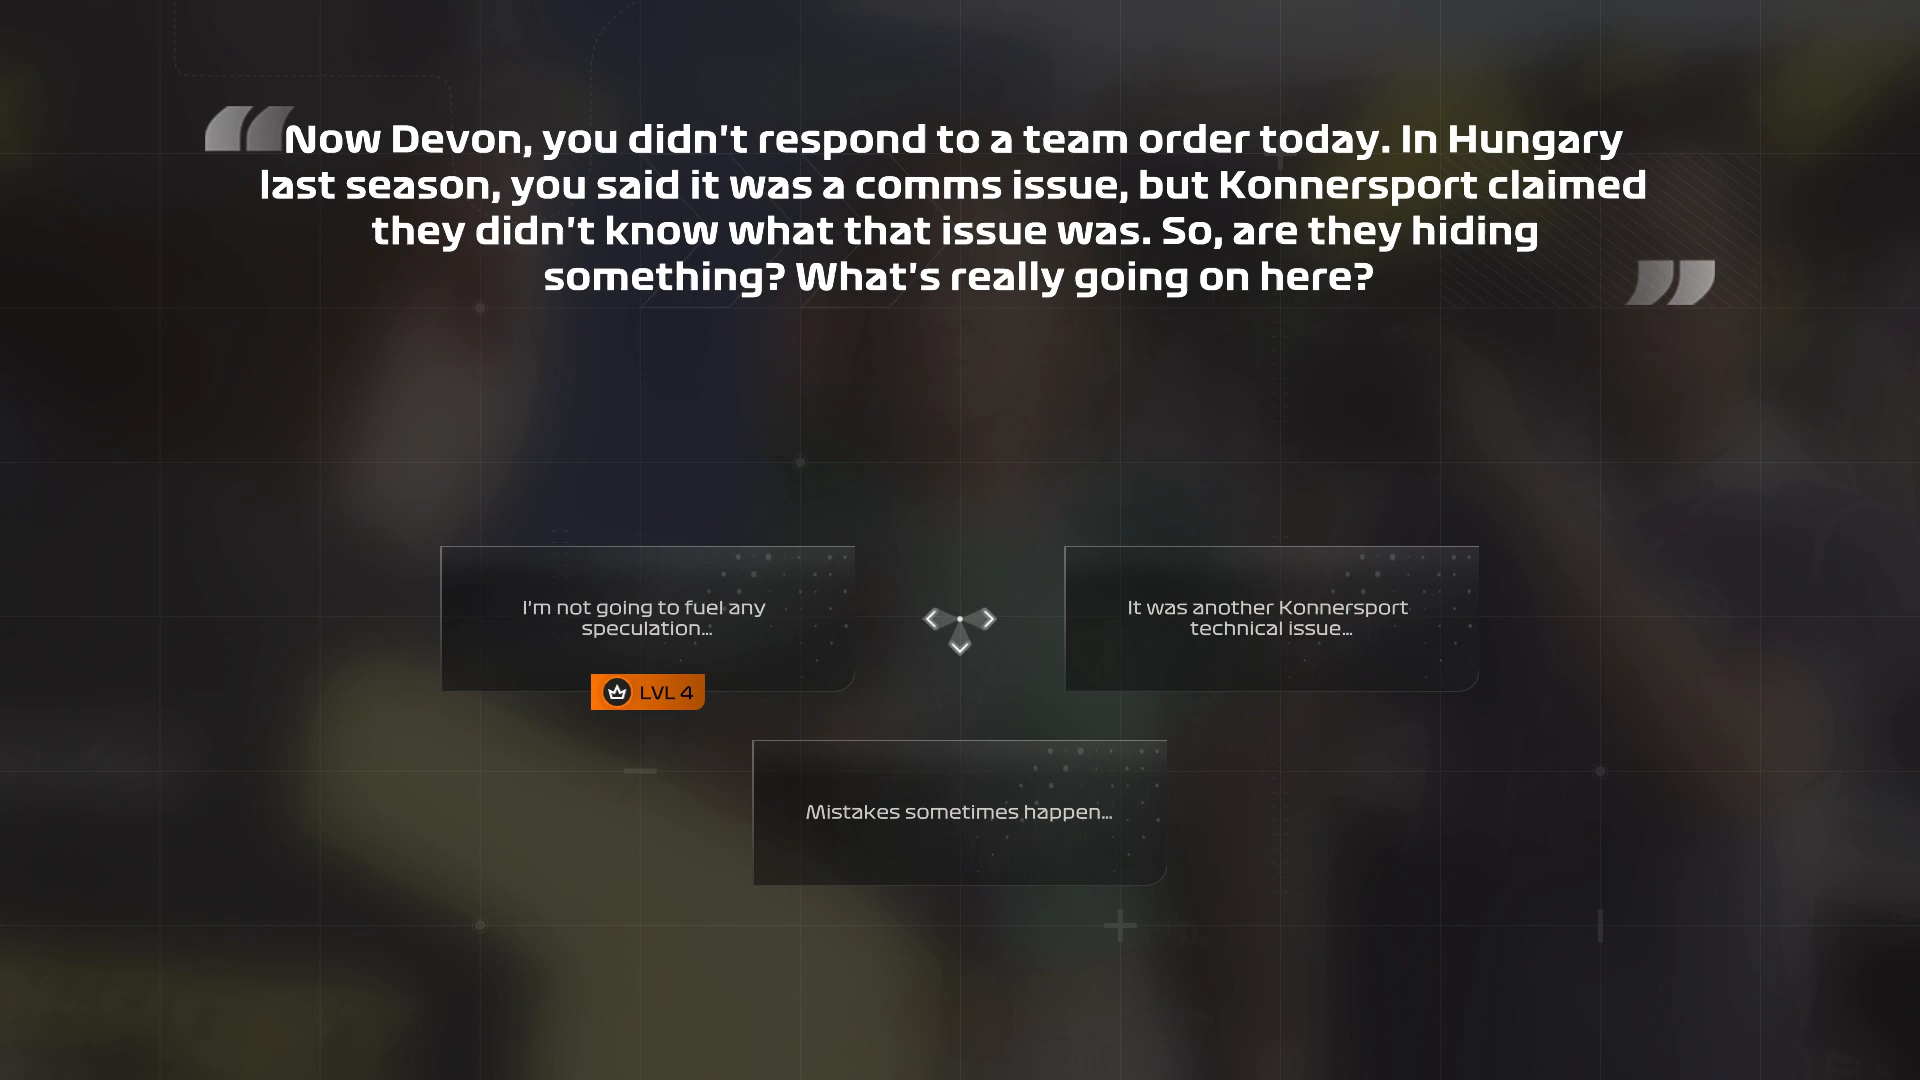 “Now Devon, you didn't respond to a team order today. In Hungary
last season, you said it was a comms issue, but Konnersport claimed
they didn't know what that issue was. So, are they hiding
something? What's really going on here?”
I'm not going to fuel any
speculation...
LVL 4
It was another Konnersport
technical issue...
Mistakes sometimes happen...